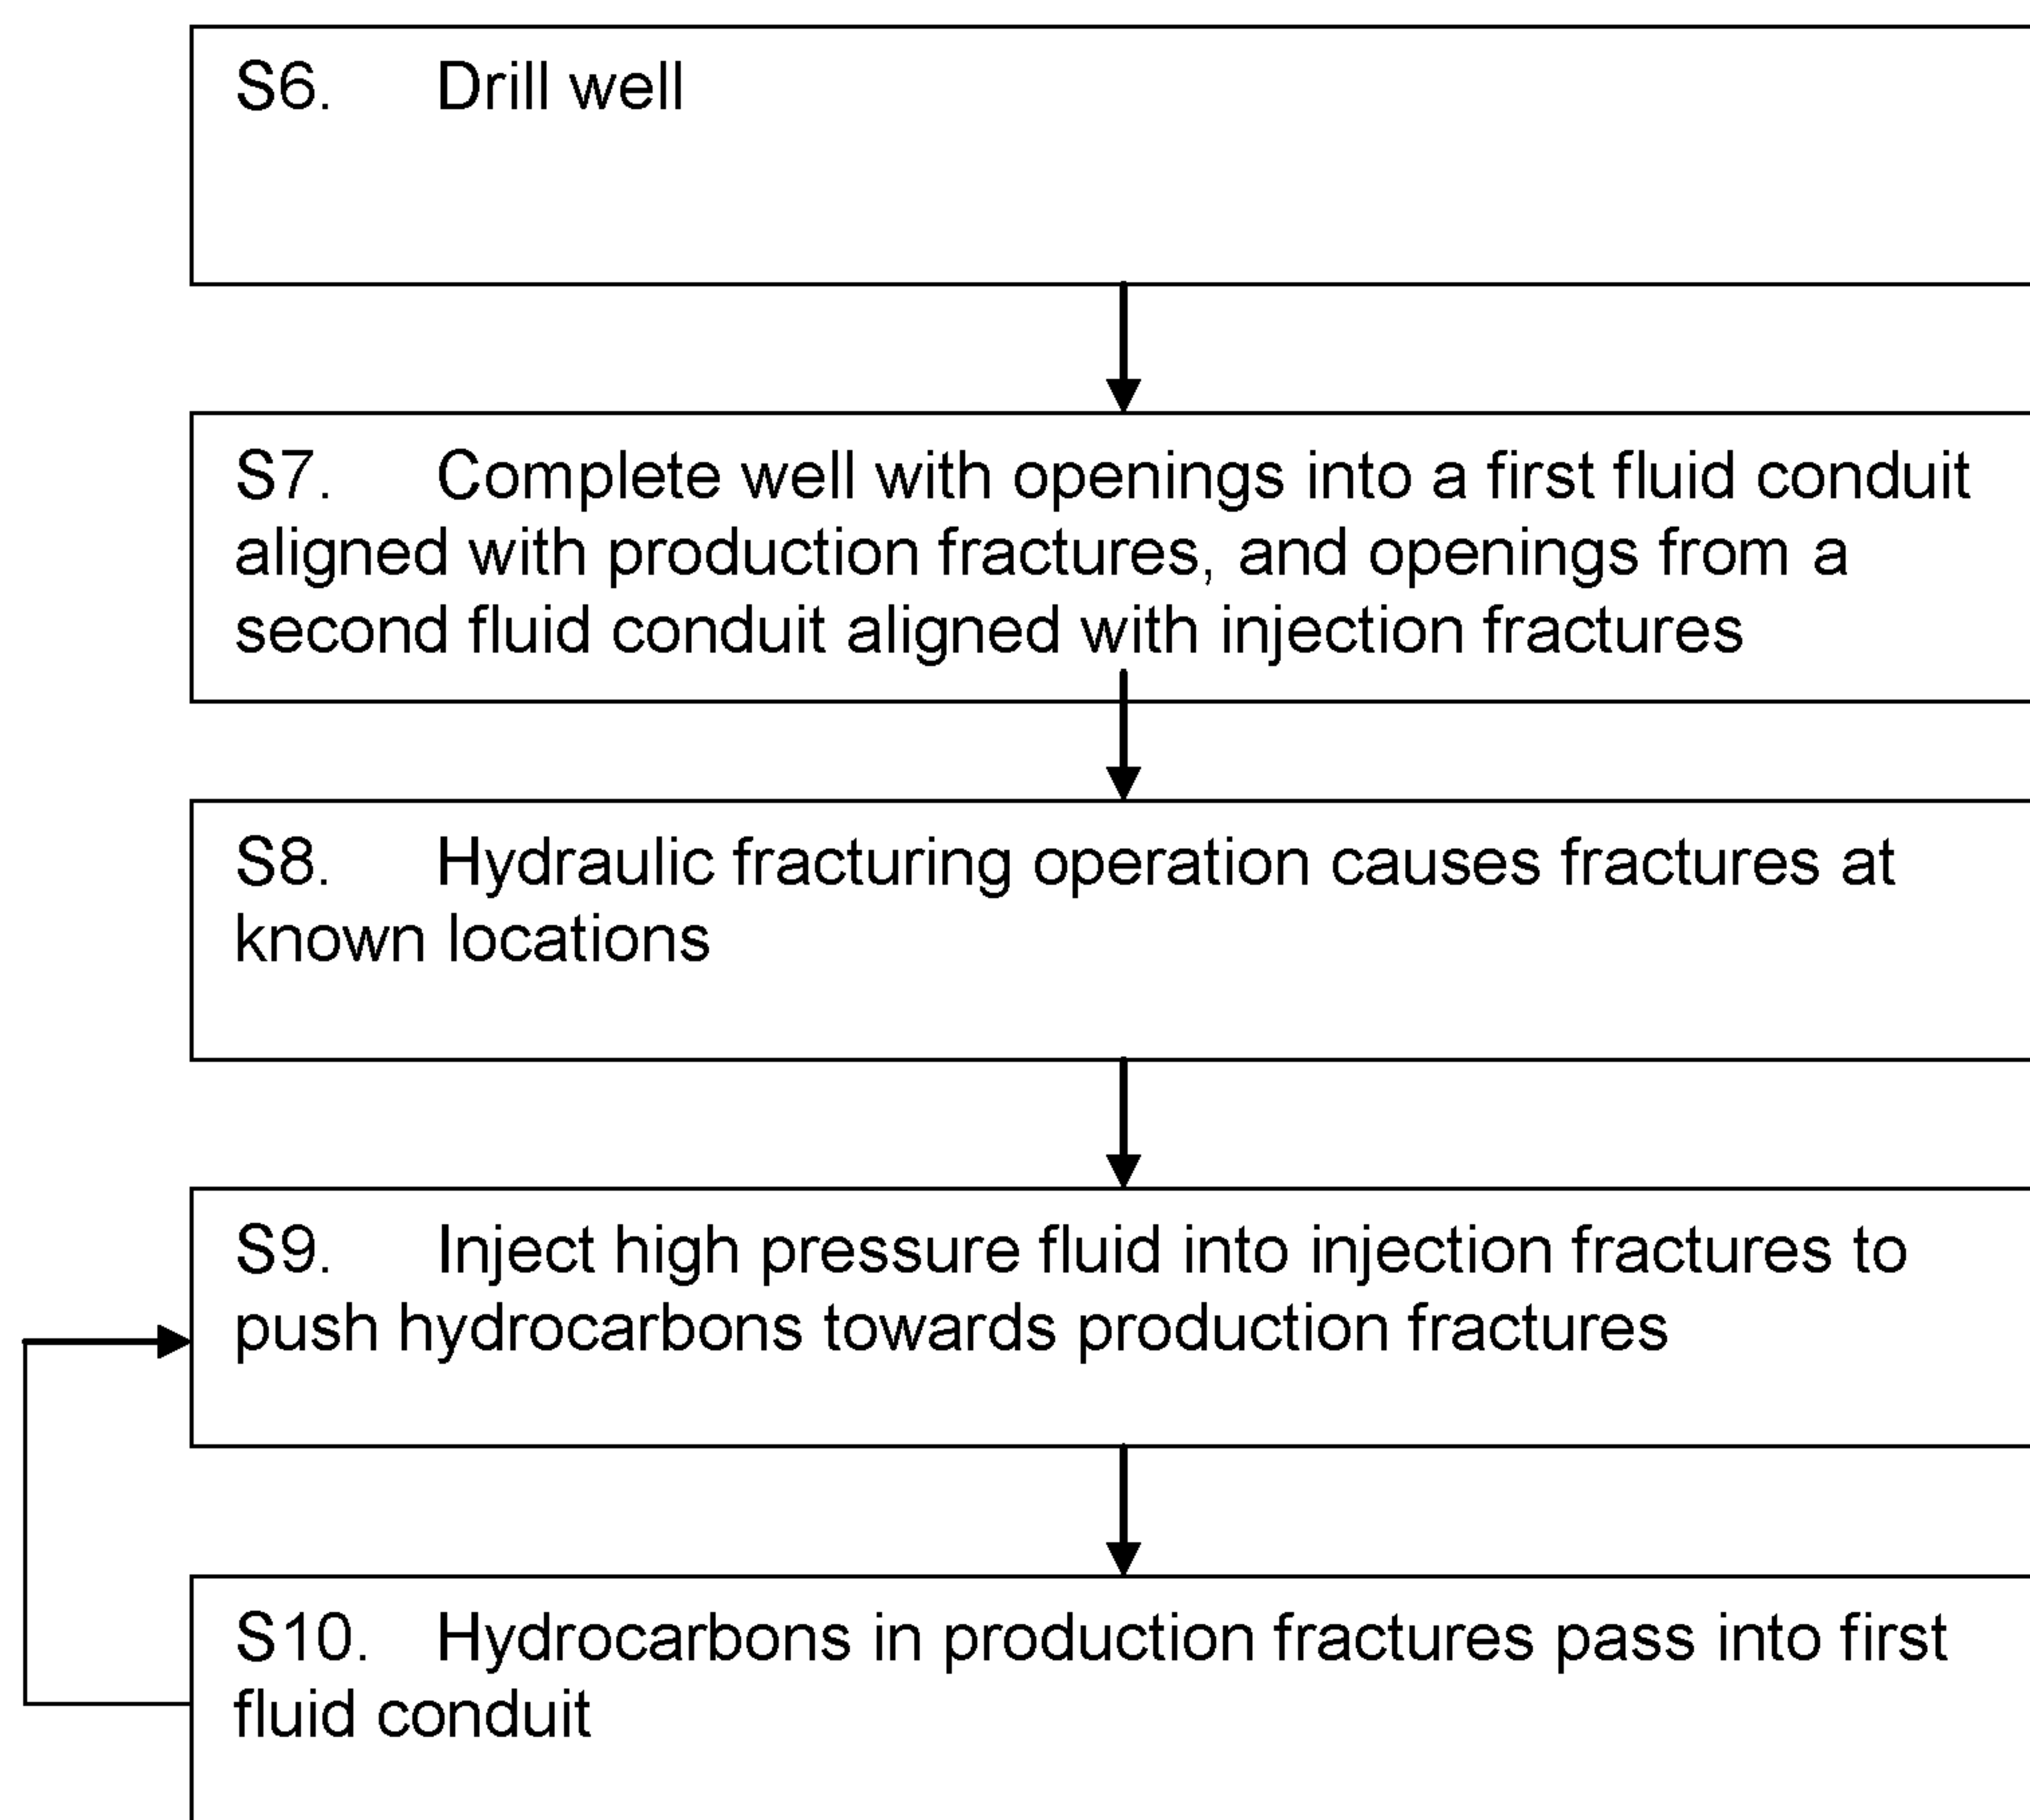 S6. Drill well
S7. Complete well with openings into a first fluid conduit
aligned with production fractures, and openings from a
second fluid conduit aligned with injection fractures
S8. Hydraulic fracturing operation causes fractures at
known locations
S9. Inject high pressure fluid into injection fractures to
push hydrocarbons towards production fractures
S10. Hydrocarbons in production fractures pass into first
fluid conduit